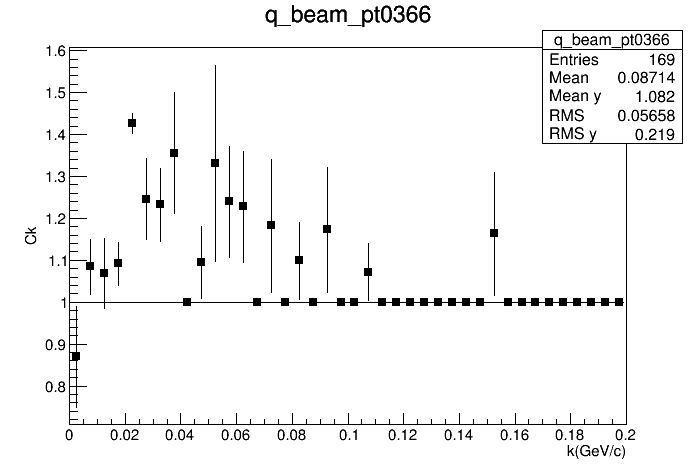 q_beam_pt0366
q_beam_pt0366
Entries 169
Mean 0.08714
Mean y 1.082
RMS 0.05658
RMS y 0.219
1.6
1.5
1.4
1.3
1.2
1.1
1
0.9
0.8
Ck
0 0.02 0.04 0.06 0.08 0.1 0.12 0.14 0.16 0.18 0.2
k(GeV/c)